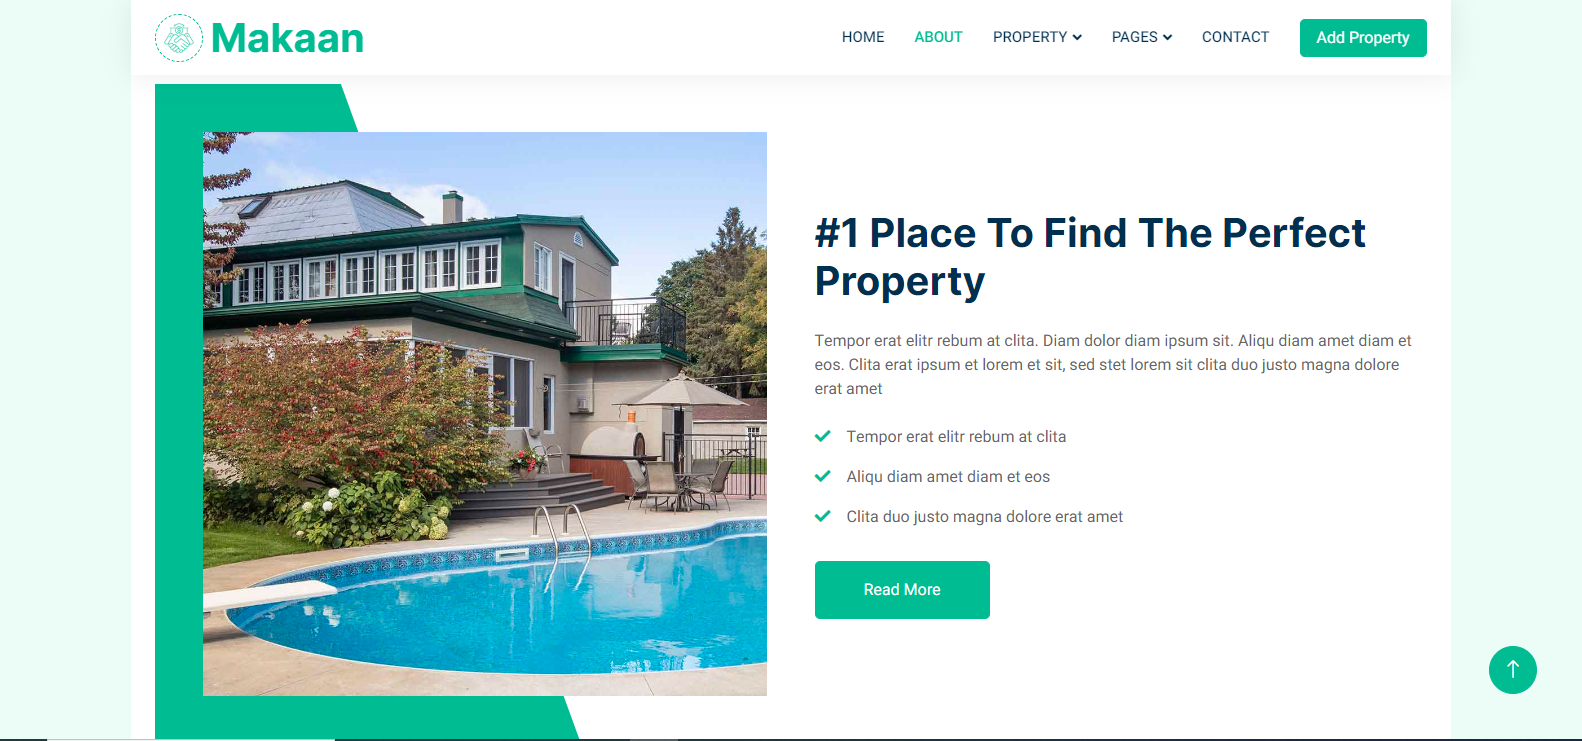 Makaan
HOME ABOUT PROPERTY PAGES CONTACT Add Property
#1 Place To Find The Perfect
Property
Tempor erat elitr rebum at clita. Diam dolor diam ipsum sit. Aliqu diam amet diam et
eos. Clita erat ipsum et lorem et sit, sed stet lorem sit clita duo justo magna dolore
erat amet
Tempor erat elitr rebum at clita
Aliqu diam amet diam et eos
Clita duo justo magna dolore erat amet
Read More